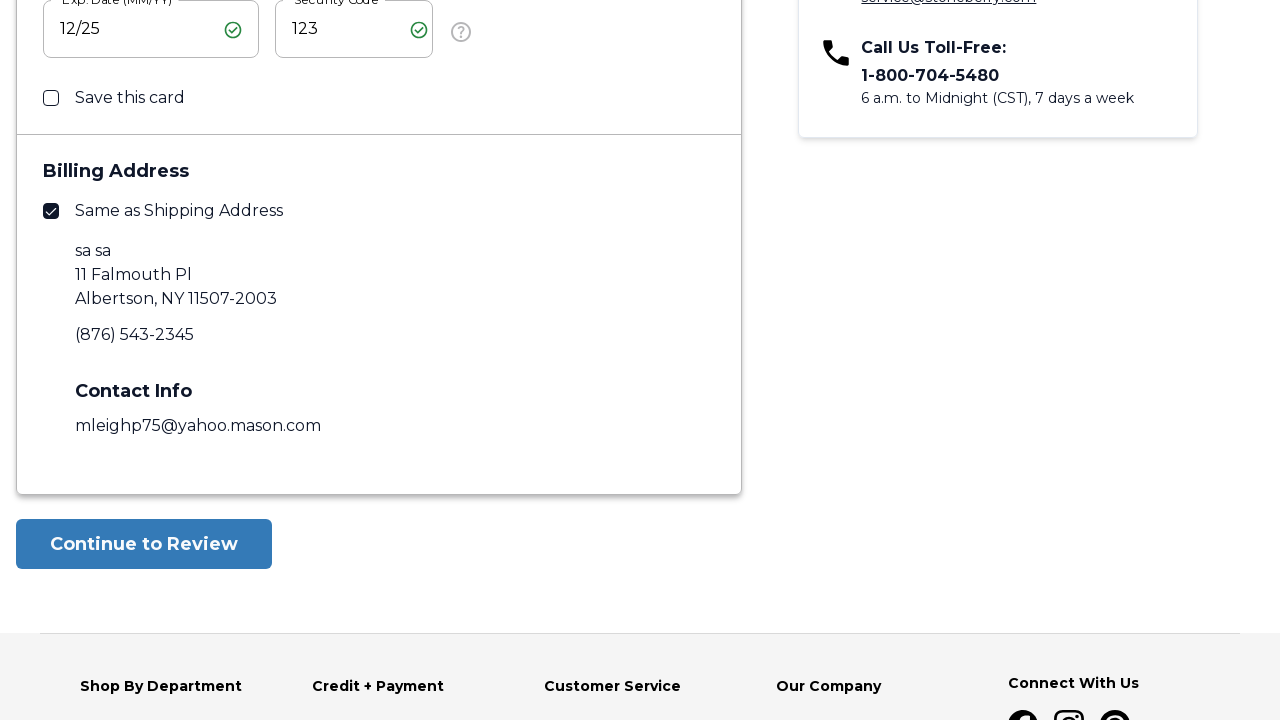 Exp. Date (MM/YY)
Security Code
12/25
123
Save this card
Billing Address
Same as Shipping Address
sa sa
11 Falmouth Pl
Albertson, NY 11507-2003
(876) 543-2345
Contact Info
mleighp75@yahoo.mason.com
Continue to Review
service@stoneberry.com
Call Us Toll-Free:
1-800-704-5480
6 a.m. to Midnight (CST), 7 days a week
Shop By Department
Credit + Payment
Customer Service
Our Company
Connect With Us